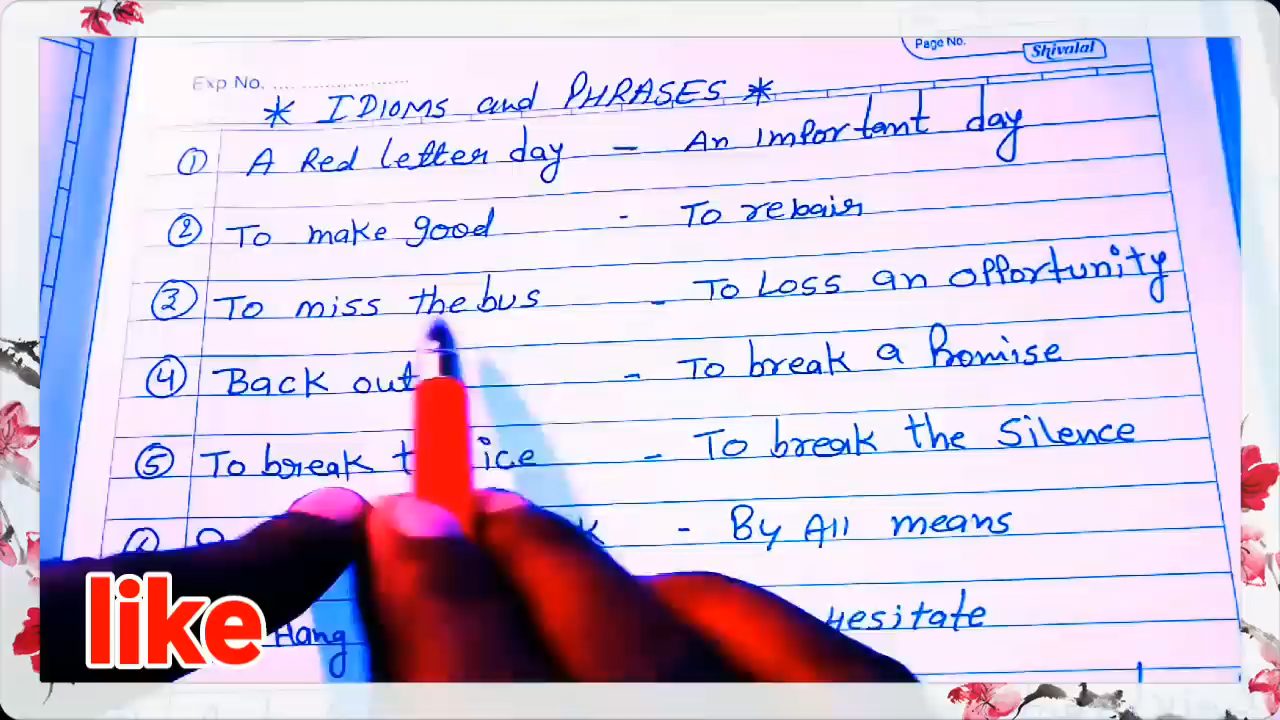 Page No.
Shivalal
Exp No.
* IDIOMS and PHRASES *
① A Red letter day - An important day
② To make good - To repair
③ To miss the bus - To Loss an opportunity
④ Back out - To break a Promise
⑤ To break ice - To break the Silence
- By All means
Hang Hesitate
like